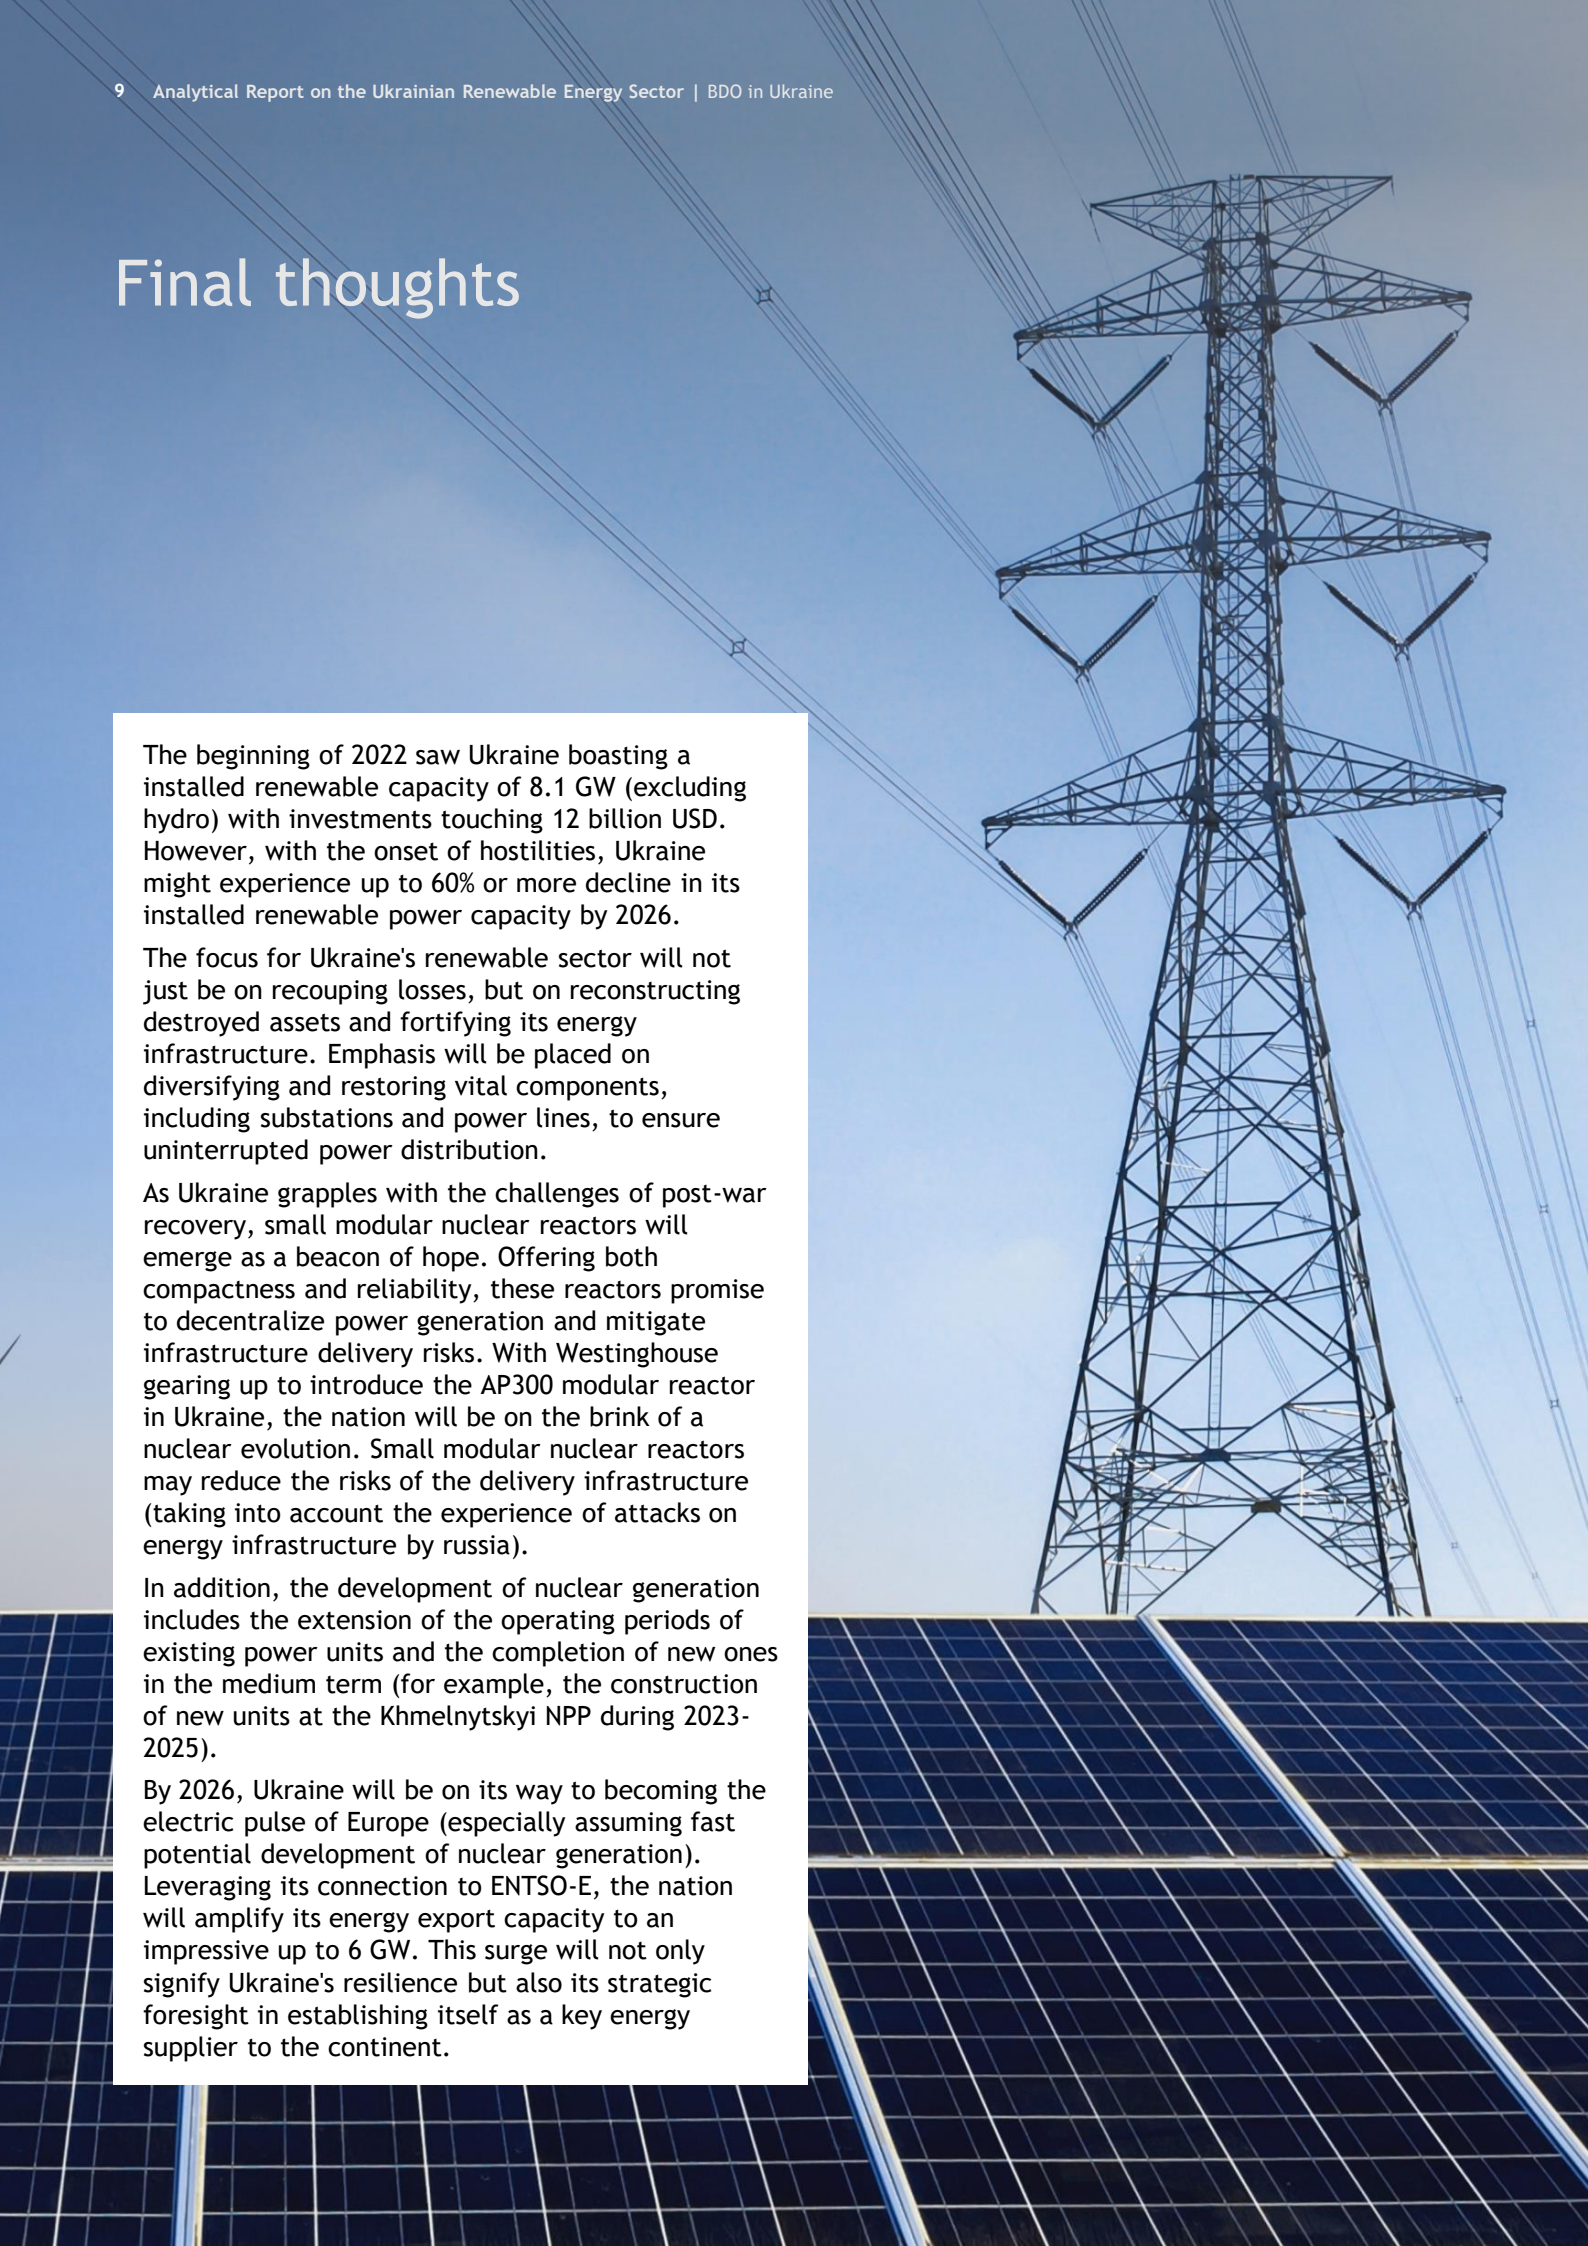 9 Analytical Report on the Ukrainian Renewable Energy Sector | BDO in Ukraine
Final thoughts
The beginning of 2022 saw Ukraine boasting a
installed renewable capacity of 8.1 GW (excluding
hydro) with investments touching 12 billion USD.
However, with the onset of hostilities, Ukraine
might experience up to 60% or more decline in its
installed renewable power capacity by 2026.
The focus for Ukraine's renewable sector will not
just be on recouping losses, but on reconstructing
destroyed assets and fortifying its energy
infrastructure. Emphasis will be placed on
diversifying and restoring vital components,
including substations and power lines, to ensure
uninterrupted power distribution.
As Ukraine grapples with the challenges of post-war
recovery, small modular nuclear reactors will
emerge as a beacon of hope. Offering both
compactness and reliability, these reactors promise
to decentralize power generation and mitigate
infrastructure delivery risks. With Westinghouse
gearing up to introduce the AP300 modular reactor
in Ukraine, the nation will be on the brink of a
nuclear evolution. Small modular nuclear reactors
may reduce the risks of the delivery infrastructure
(taking into account the experience of attacks on
energy infrastructure by russia).
In addition, the development of nuclear generation
includes the extension of the operating periods of
existing power units and the completion of new ones
in the medium term (for example, the construction
of new units at the Khmelnytskyi NPP during 2023-
2025).
By 2026, Ukraine will be on its way to becoming the
electric pulse of Europe (especially assuming fast
potential development of nuclear generation).
Leveraging its connection to ENTSO-E, the nation
will amplify its energy export capacity to an
impressive up to 6 GW. This surge will not only
signify Ukraine's resilience but also its strategic
foresight in establishing itself as a key energy
supplier to the continent.